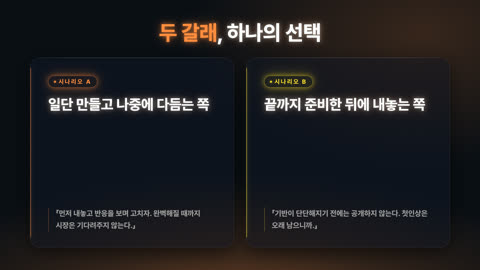 두 갈래, 하나의 선택
시나리오 A
일단 만들고 나중에 다듬는 쪽
「먼저 내놓고 반응을 보며 고치자. 완벽해질 때까지
시장은 기다려주지 않는다.」
시나리오 B
끝까지 준비한 뒤에 내놓는 쪽
「기반이 단단해지기 전에는 공개하지 않는다. 첫인상은
오래 남으니까.」